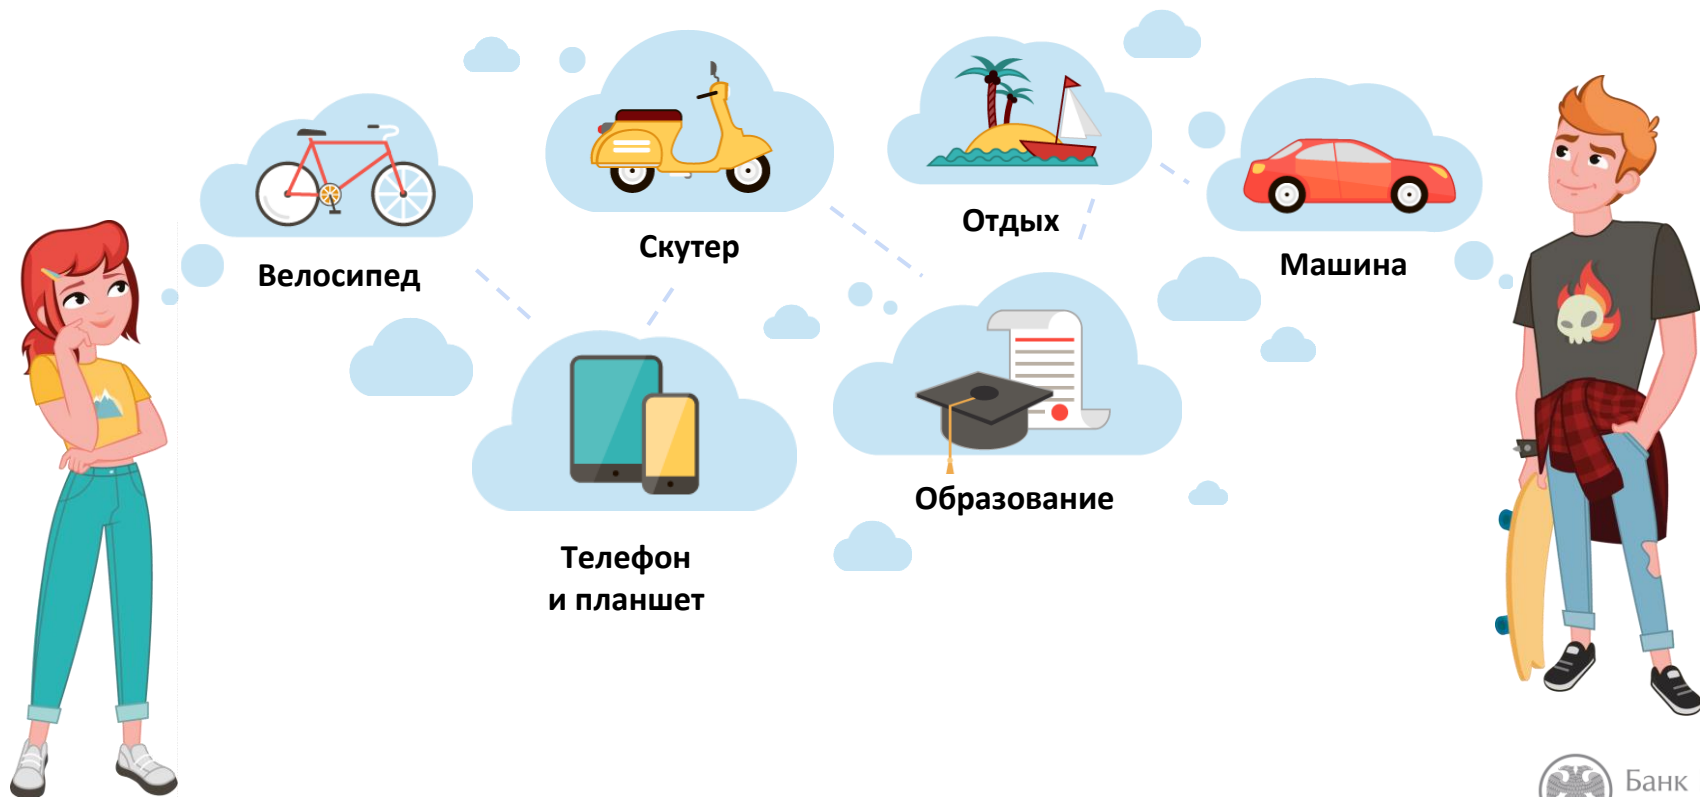 Велосипед
Скутер
Отдых
Машина
Телефон
и планшет
Образование
Банк